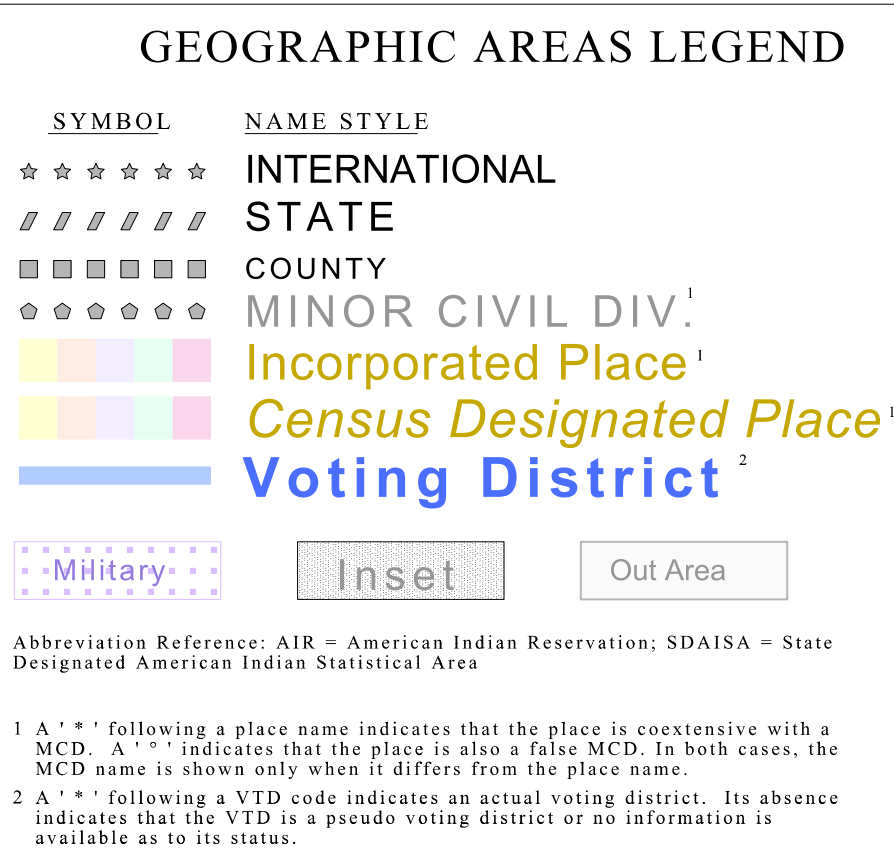 GEOGRAPHIC AREAS LEGEND
SYMBOL NAME STYLE
INTERNATIONAL
STATE
COUNTY
MINOR CIVIL DIV.1
Incorporated Place 1
Census Designated Place 1
Voting District 2
Military Inset Out Area
Abbreviation Reference: AIR = American Indian Reservation; SDAISA = State
Designated American Indian Statistical Area
1 A ' * ' following a place name indicates that the place is coextensive with a
MCD. A ' ° ' indicates that the place is also a false MCD. In both cases, the
MCD name is shown only when it differs from the place name.
2 A ' * ' following a VTD code indicates an actual voting district. Its absence
indicates that the VTD is a pseudo voting district or no information is
available as to its status.